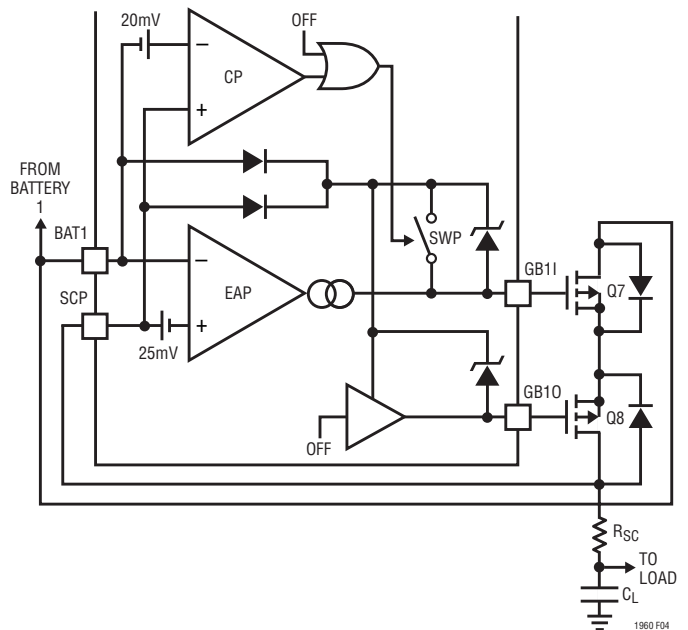 20mV
OFF
−
CP
+
FROM
BATTERY
1
BAT1
SWP
GB1I
−
EAP
SCP
+
Q7
25mV
GB1O
OFF
Q8
RSC
TO
LOAD
CL
1960 F04